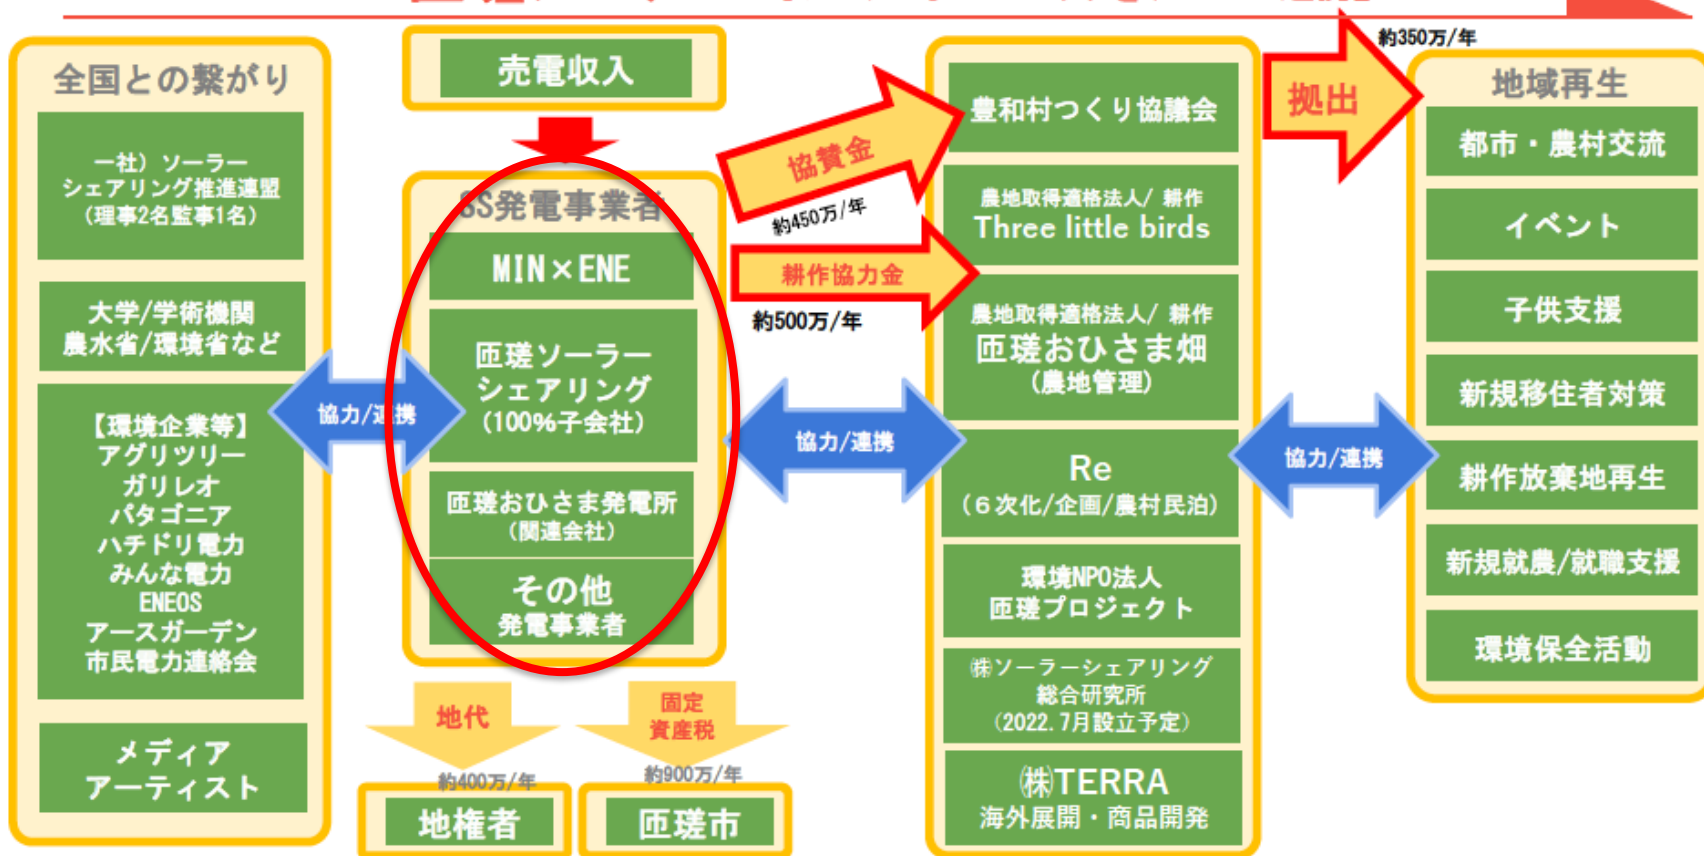 全国との繋がり
一社）ソーラー
シェアリング推進連盟
（理事2名監事1名）
大学/学術機関
農水省/環境省など
【環境企業等】
アグリツリー
ガリレオ
パタゴニア
ハチドリ電力
みんな電力
ENEOS
アースガーデン
市民電力連絡会
メディア
アーティスト
協力/連携
売電収入
SS発電事業者
MIN×ENE
匝瑳ソーラー
シェアリング
（100%子会社）
匝瑳おひさま発電所
（関連会社）
その他
発電事業者
地代
約400万/年
地権者
固定
資産税
約900万/年
匝瑳市
協賛金
約450万/年
耕作協力金
約500万/年
協力/連携
豊和村つくり協議会
農地取得適格法人/ 耕作
Three little birds
農地取得適格法人/ 耕作
匝瑳おひさま畑
（農地管理）
Re
（６次化/企画/農村民泊）
環境NPO法人
匝瑳プロジェクト
㈱ソーラーシェアリング
総合研究所
（2022.7月設立予定）
㈱TERRA
海外展開・商品開発
拠出
約350万/年
協力/連携
地域再生
都市・農村交流
イベント
子供支援
新規移住者対策
耕作放棄地再生
新規就農/就職支援
環境保全活動